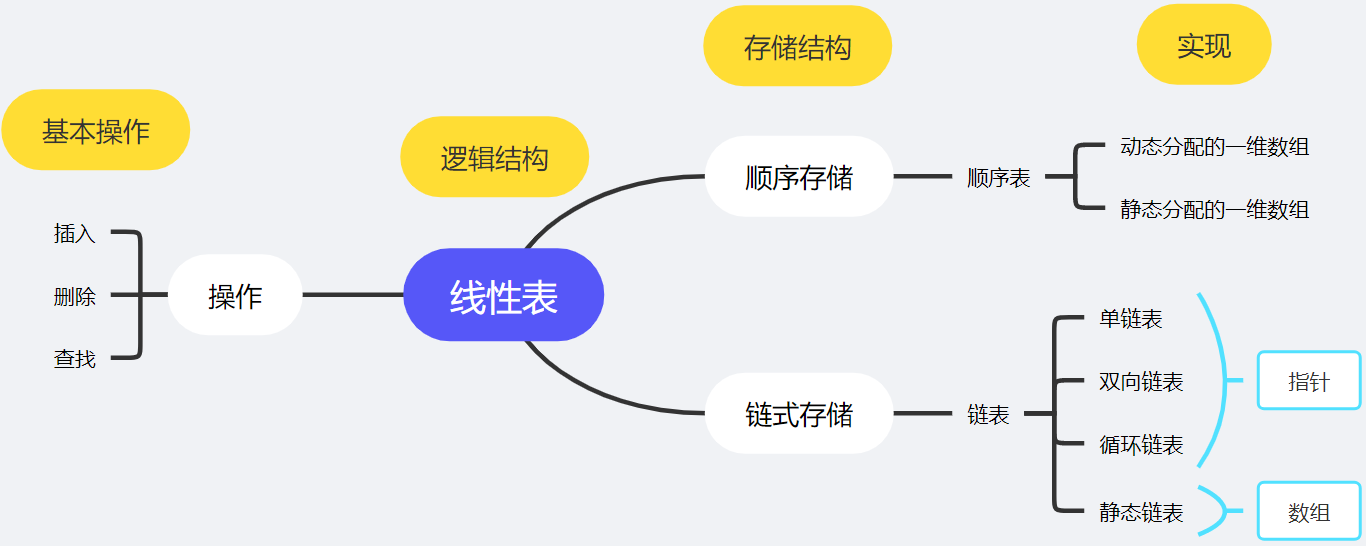 存储结构
实现
基本操作
逻辑结构
动态分配的一维数组
顺序存储
顺序表
静态分配的一维数组
插入
删除
查找
操作
线性表
单链表
双向链表
循环链表
静态链表
指针
链式存储
链表
数组